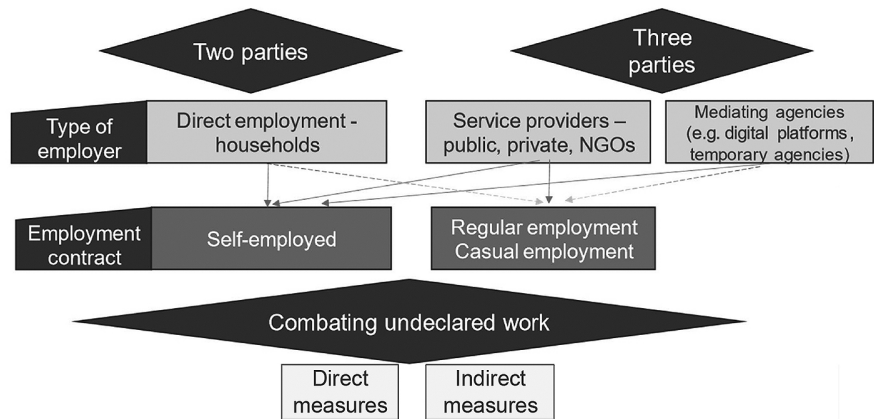 Two parties
Three
parties
Type of
employer
Direct employment -
households
Service providers –
public, private, NGOs
Mediating agencies
(e.g. digital platforms,
temporary agencies)
Employment
contract
Self-employed
Regular employment
Casual employment
Combating undeclared work
Direct
measures
Indirect
measures